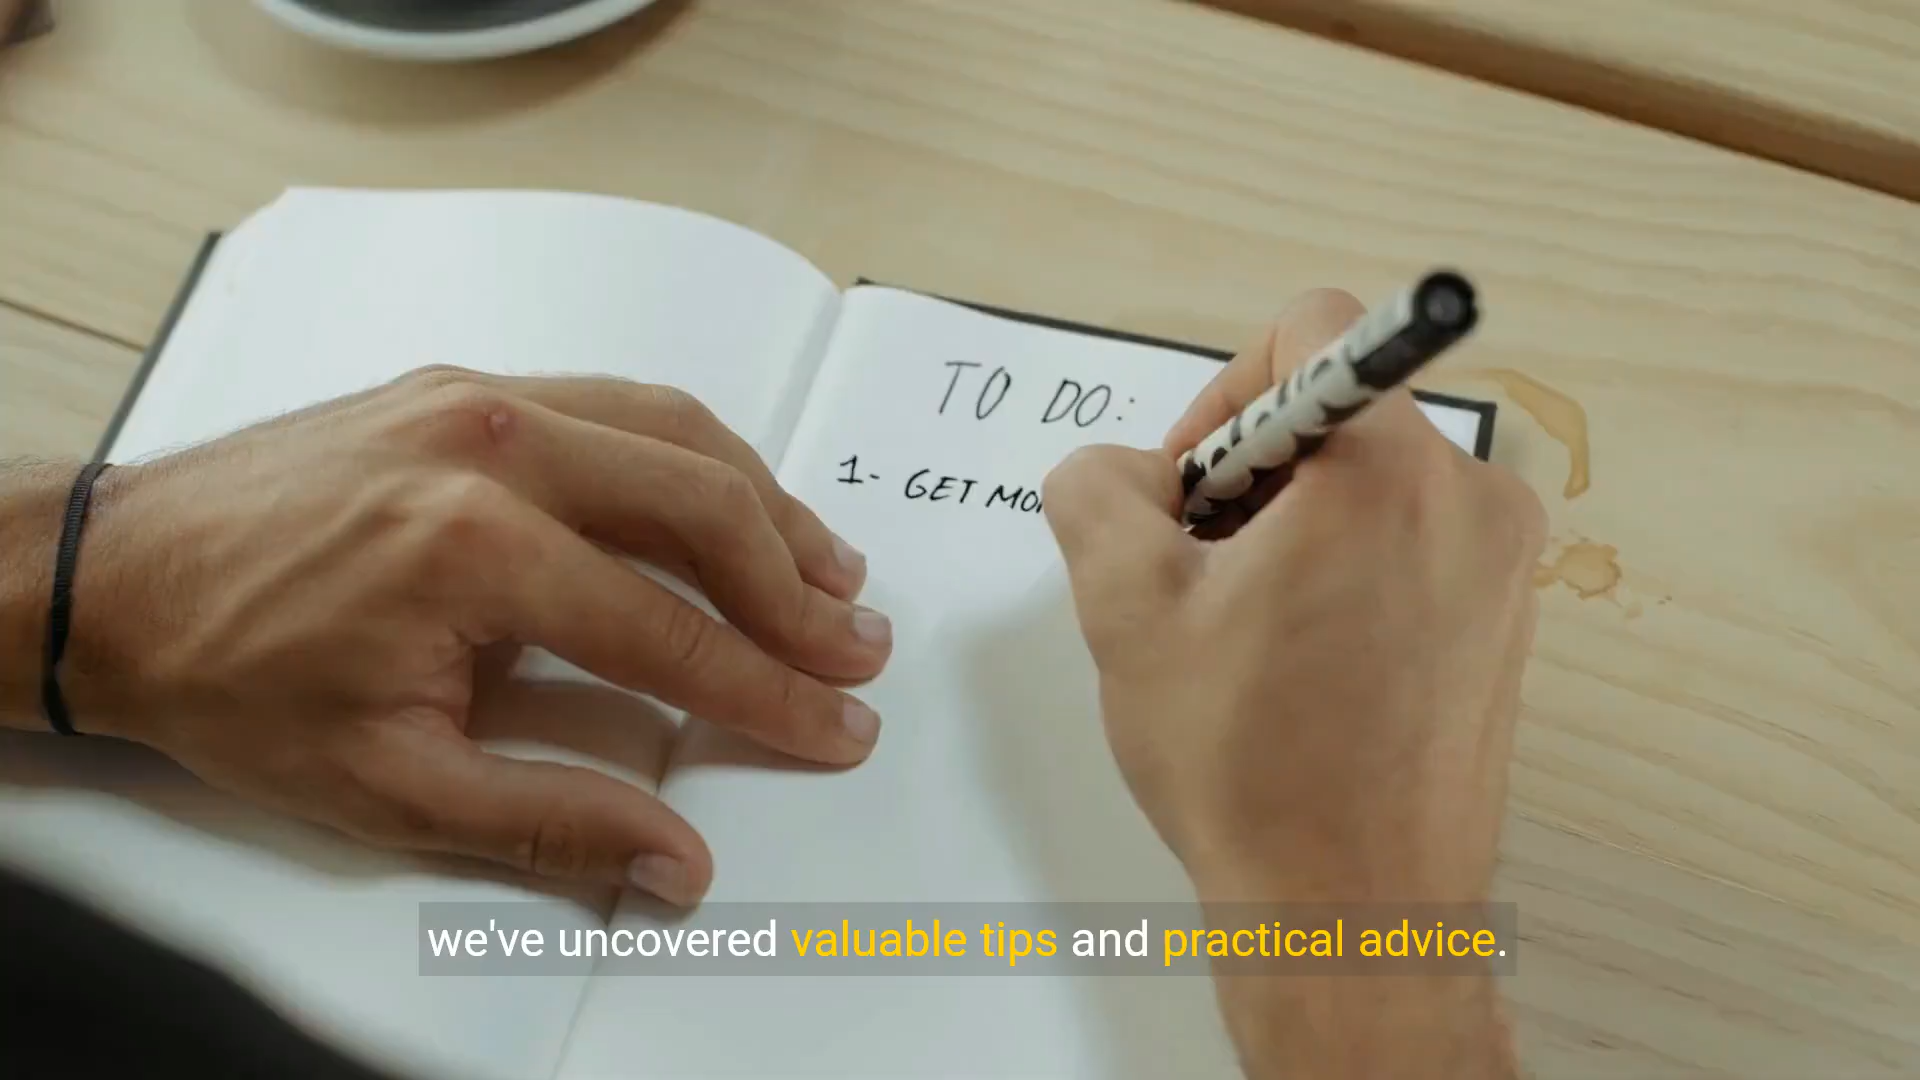 TO DO:
1- GET
we've uncovered valuable tips and practical advice.